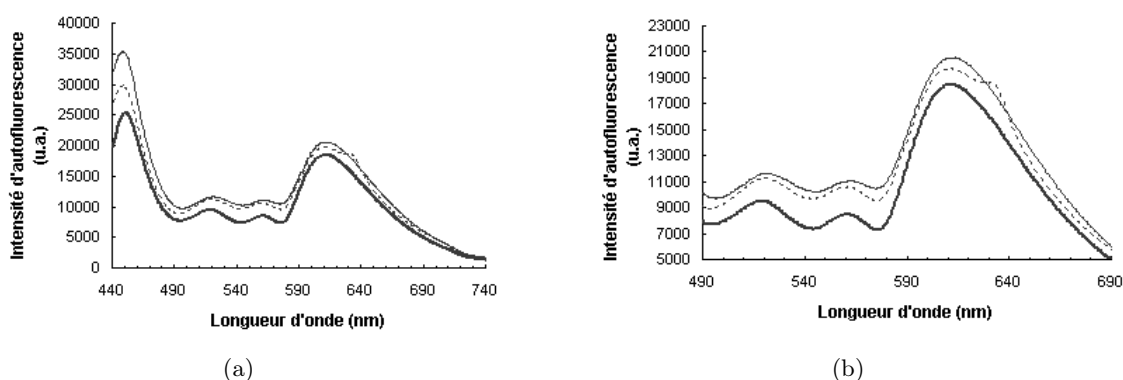 Intensité d'autofluorescence
(u.a.)
40000
35000
30000
25000
20000
15000
10000
5000
0
440 490 540 590 640 690 740
Longueur d'onde (nm)
(a)
Intensité d'autofluorescence
(u.a.)
23000
21000
19000
17000
15000
13000
11000
9000
7000
5000
490 540 590 640 690
Longueur d'onde (nm)
(b)